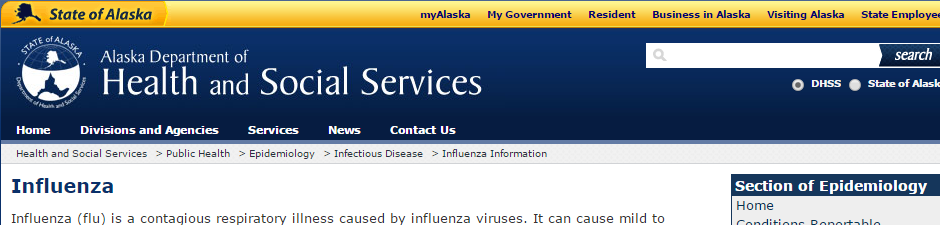 State of Alaska
myAlaska My Government Resident Business in Alaska Visiting Alaska State Employee
STATE of ALASKA
Department of Health and Social Services
Alaska Department of
Health and Social Services
search
DHSS State of Alask
Home Divisions and Agencies Services News Contact Us
Health and Social Services > Public Health > Epidemiology > Infectious Disease > Influenza Information
Influenza
Influenza (flu) is a contagious respiratory illness caused by influenza viruses. It can cause mild to
Section of Epidemiology
Home
Conditions Reportable